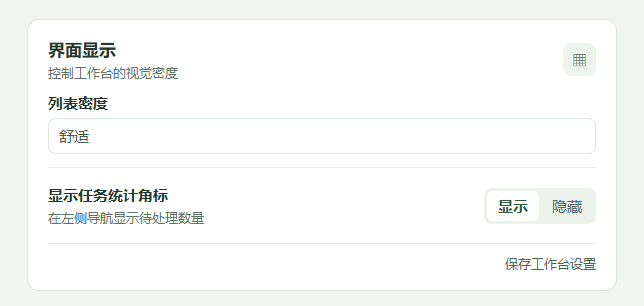 界面显示
控制工作台的视觉密度
列表密度
舒适
显示任务统计角标
在左侧导航显示待处理数量
显示
隐藏
保存工作台设置